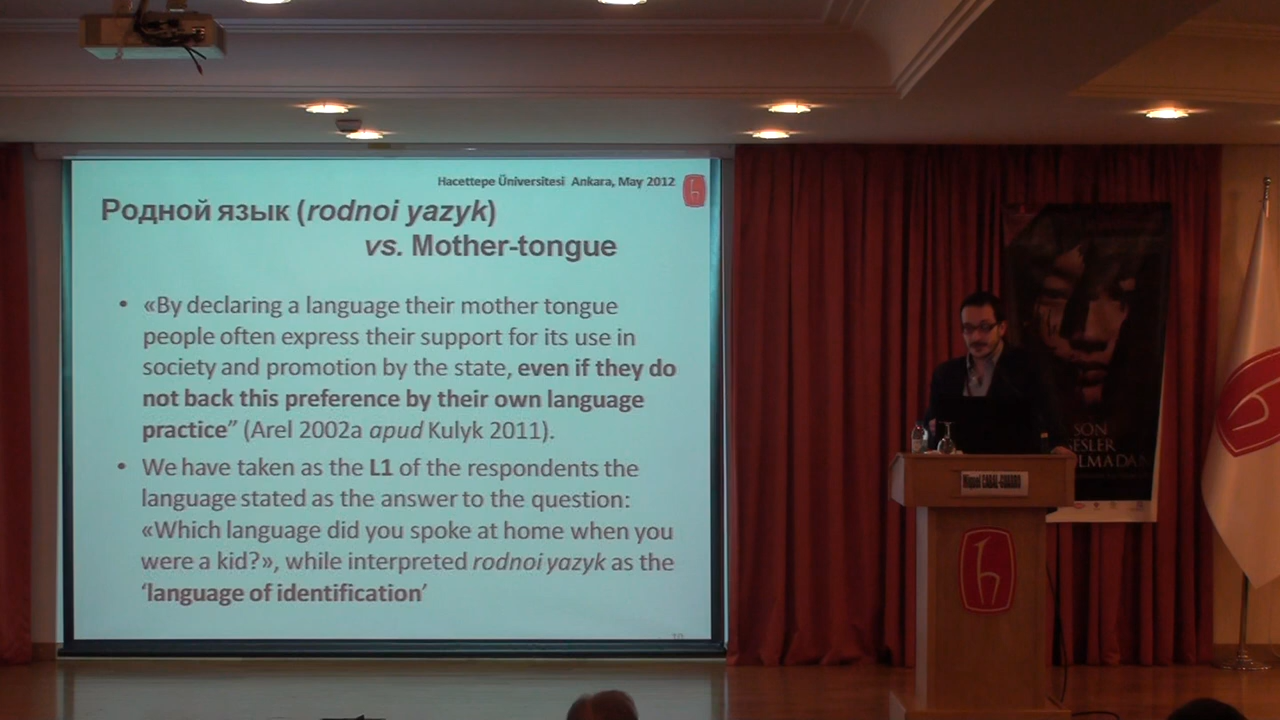 Hacettepe Üniversitesi Ankara, May 2012
Родной язык (rodnoi yazyk)
vs. Mother-tongue
• «By declaring a language their mother tongue
people often express their support for its use in
society and promotion by the state, even if they do
not back this preference by their own language
practice” (Arel 2002a apud Kulyk 2011).
• We have taken as the L1 of the respondents the
language stated as the answer to the question:
«Which language did you spoke at home when you
were a kid?», while interpreted rodnoi yazyk as the
‘language of identification’
SON
SESLER
Miquel CABAL-GUARRO